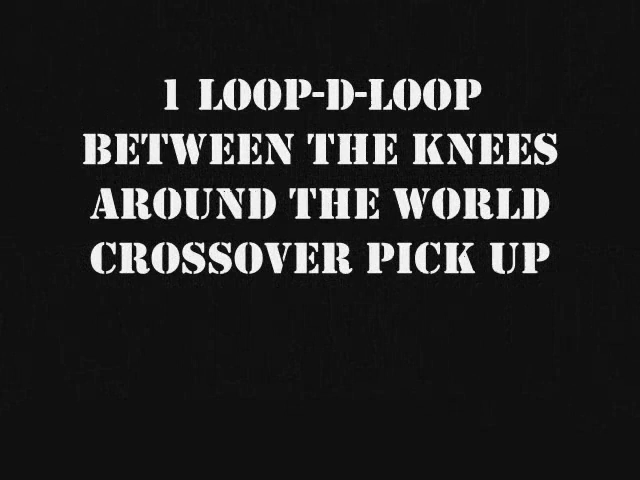 1 LOOP-D-LOOP
BETWEEN THE KNEES
AROUND THE WORLD
CROSSOVER PICK UP